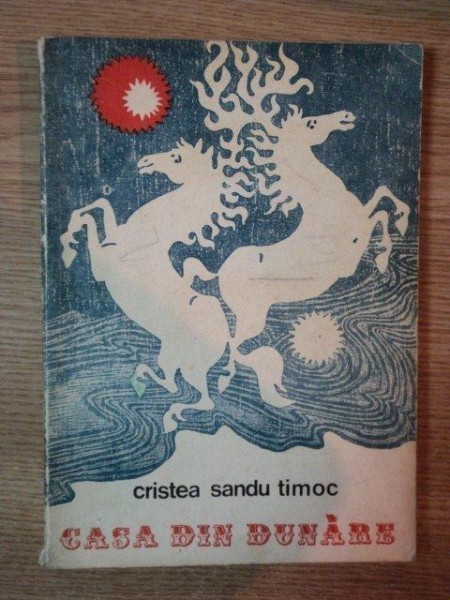 cristea sandu timoc
CASA DIN DUNĂRE